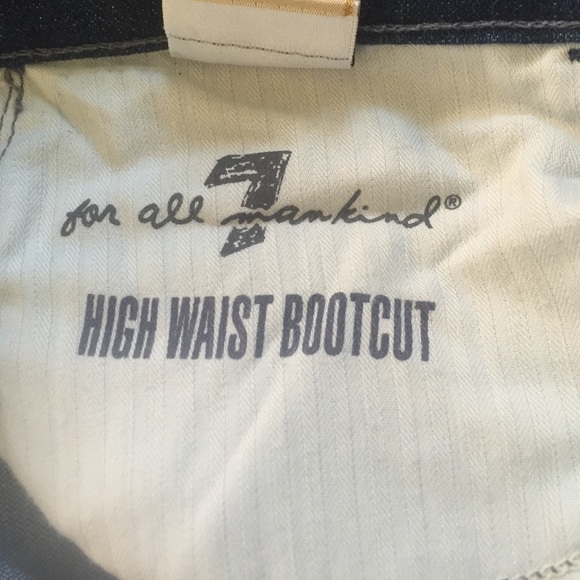 7
for all mankind®
HIGH WAIST BOOTCUT